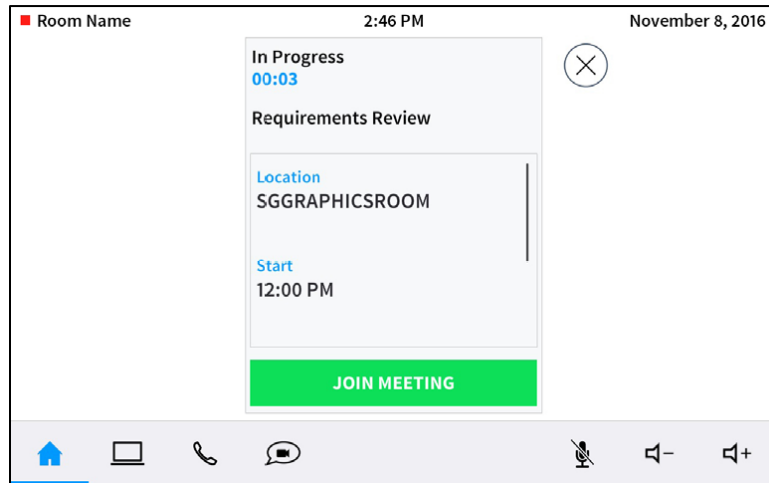 Room Name
2:46 PM
November 8, 2016
In Progress
00:03
Requirements Review
Location
SGGRAPHICSROOM
Start
12:00 PM
JOIN MEETING